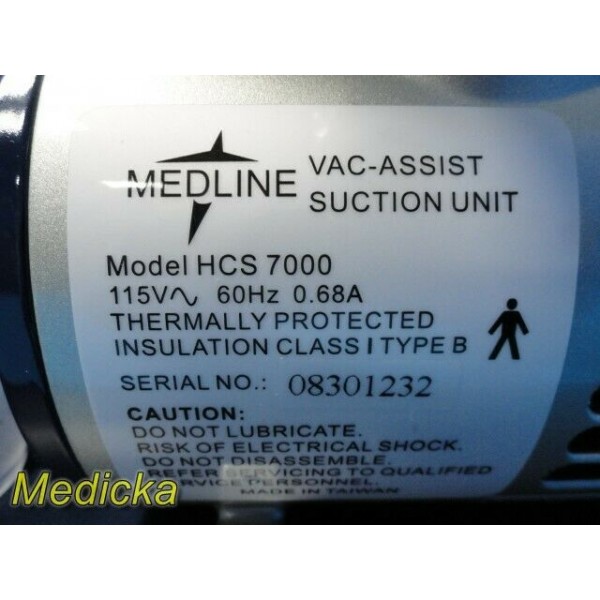 MEDLINE
VAC-ASSIST
SUCTION UNIT
Model HCS 7000
115V∿ 60Hz 0.68A
THERMALLY PROTECTED
INSULATION CLASS I TYPE B
SERIAL NO.: 08301232
CAUTION:
DO NOT LUBRICATE.
RISK OF ELECTRICAL SHOCK.
DO NOT DISASSEMBLE.
REFER SERVICING TO QUALIFIED
SERVICE PERSONNEL.
MADE IN TAIWAN
Medicka